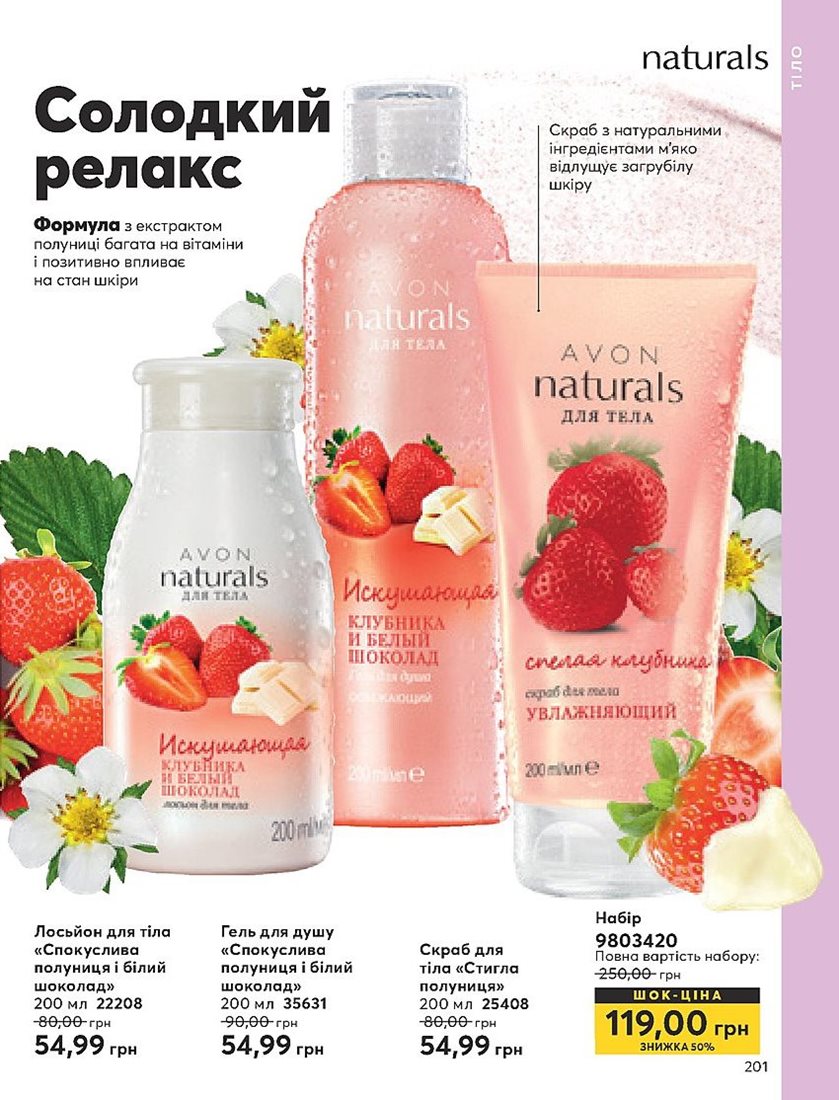 naturals
ТІЛО
Солодкий
релакс
Формула з екстрактом
полуниці багата на вітаміни
і позитивно впливає
на стан шкіри
Скраб з натуральними
інгредієнтами м'яко
відлущує загрубілу
шкіру
AVON
naturals
ДЛЯ ТЕЛА
Искушающая
КЛУБНИКА
И БЕЛЫЙ
ШОКОЛАД
Гель для душа
ОСВЕЖАЮЩИЙ
200 ml/мл e
AVON
naturals
ДЛЯ ТЕЛА
спелая клубника
скраб для тела
УВЛАЖНЯЮЩИЙ
200 ml/мл e
AVON
naturals
ДЛЯ ТЕЛА
Искушающая
КЛУБНИКА
И БЕЛЫЙ
ШОКОЛАД
лосьон для тела
200 ml/мл
Лосьйон для тіла
«Спокуслива
полуниця і білий
шоколад»
200 мл 22208
80,00 грн
54,99 грн
Гель для душу
«Спокуслива
полуниця і білий
шоколад»
200 мл 35631
90,00 грн
54,99 грн
Скраб для
тіла «Стигла
полуниця»
200 мл 25408
80,00 грн
54,99 грн
Набір
9803420
Повна вартість набору:
250,00 грн
ШОК-ЦІНА
119,00 грн
ЗНИЖКА 50%
201